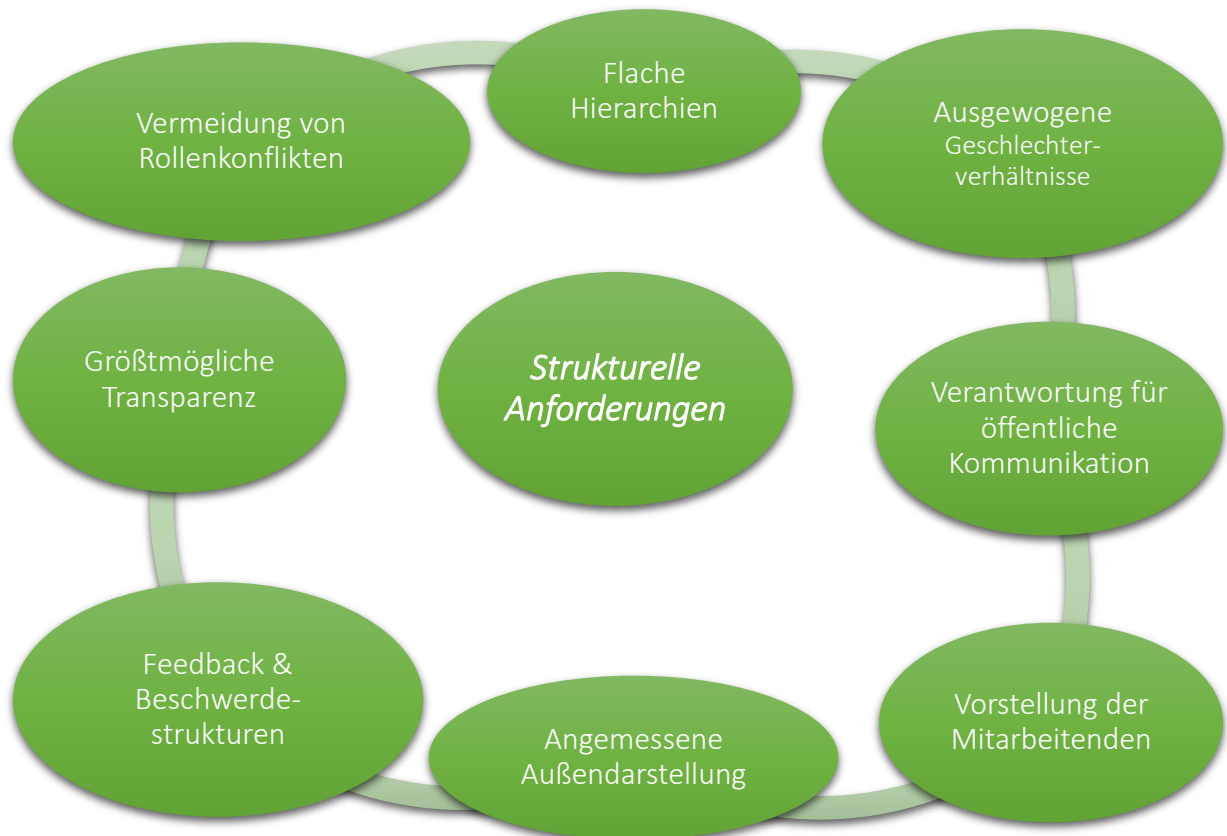 Flache
Hierarchien
Ausgewogene
Geschlechter-
verhältnisse
Verantwortung für
öffentliche
Kommunikation
Vorstellung der
Mitarbeitenden
Angemessene
Außendarstellung
Feedback &
Beschwerde-
strukturen
Größtmögliche
Transparenz
Vermeidung von
Rollenkonflikten
Strukturelle
Anforderungen